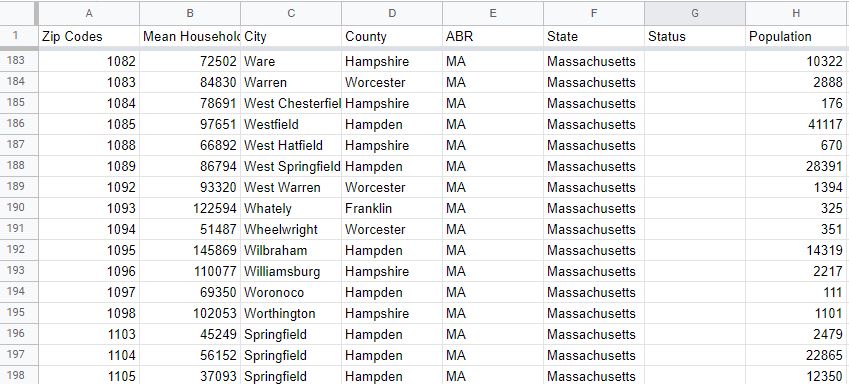 A B C D E F G H
1 Zip Codes Mean Househol City County ABR State Status Population
183 1082 72502 Ware Hampshire MA Massachusetts 10322
184 1083 84830 Warren Worcester MA Massachusetts 2888
185 1084 78691 West Chesterfiel Hampshire MA Massachusetts 176
186 1085 97651 Westfield Hampden MA Massachusetts 41117
187 1088 66892 West Hatfield Hampshire MA Massachusetts 670
188 1089 86794 West Springfield Hampden MA Massachusetts 28391
189 1092 93320 West Warren Worcester MA Massachusetts 1394
190 1093 122594 Whately Franklin MA Massachusetts 325
191 1094 51487 Wheelwright Worcester MA Massachusetts 351
192 1095 145869 Wilbraham Hampden MA Massachusetts 14319
193 1096 110077 Williamsburg Hampshire MA Massachusetts 2217
194 1097 69350 Woronoco Hampden MA Massachusetts 111
195 1098 102053 Worthington Hampshire MA Massachusetts 1101
196 1103 45249 Springfield Hampden MA Massachusetts 2479
197 1104 56152 Springfield Hampden MA Massachusetts 22865
198 1105 37093 Springfield Hampden MA Massachusetts 12350